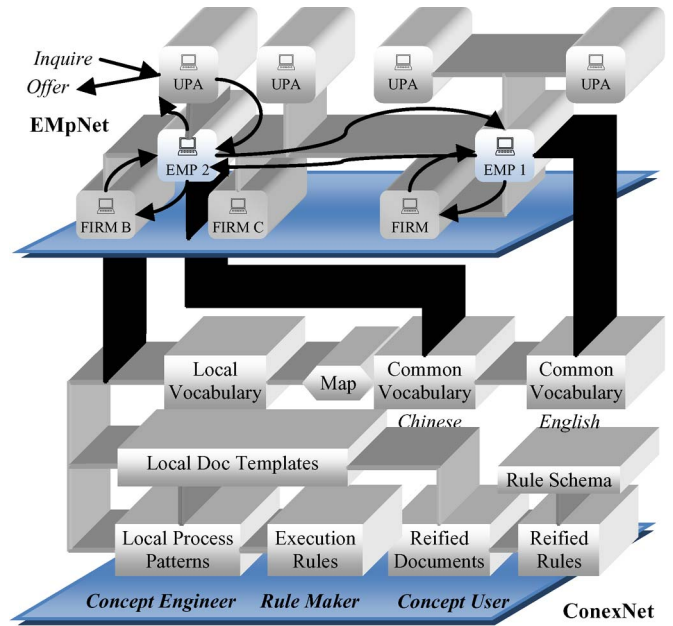 Inquire
Offer
UPA
UPA
UPA
UPA
EMpNet
EMP 2
EMP 1
FIRM B
FIRM C
FIRM
Local
Vocabulary
Map
Common
Vocabulary
Chinese
Common
Vocabulary
English
Local Doc Templates
Rule Schema
Local Process
Patterns
Execution
Rules
Reified
Documents
Reified
Rules
Concept Engineer
Rule Maker
Concept User
ConexNet